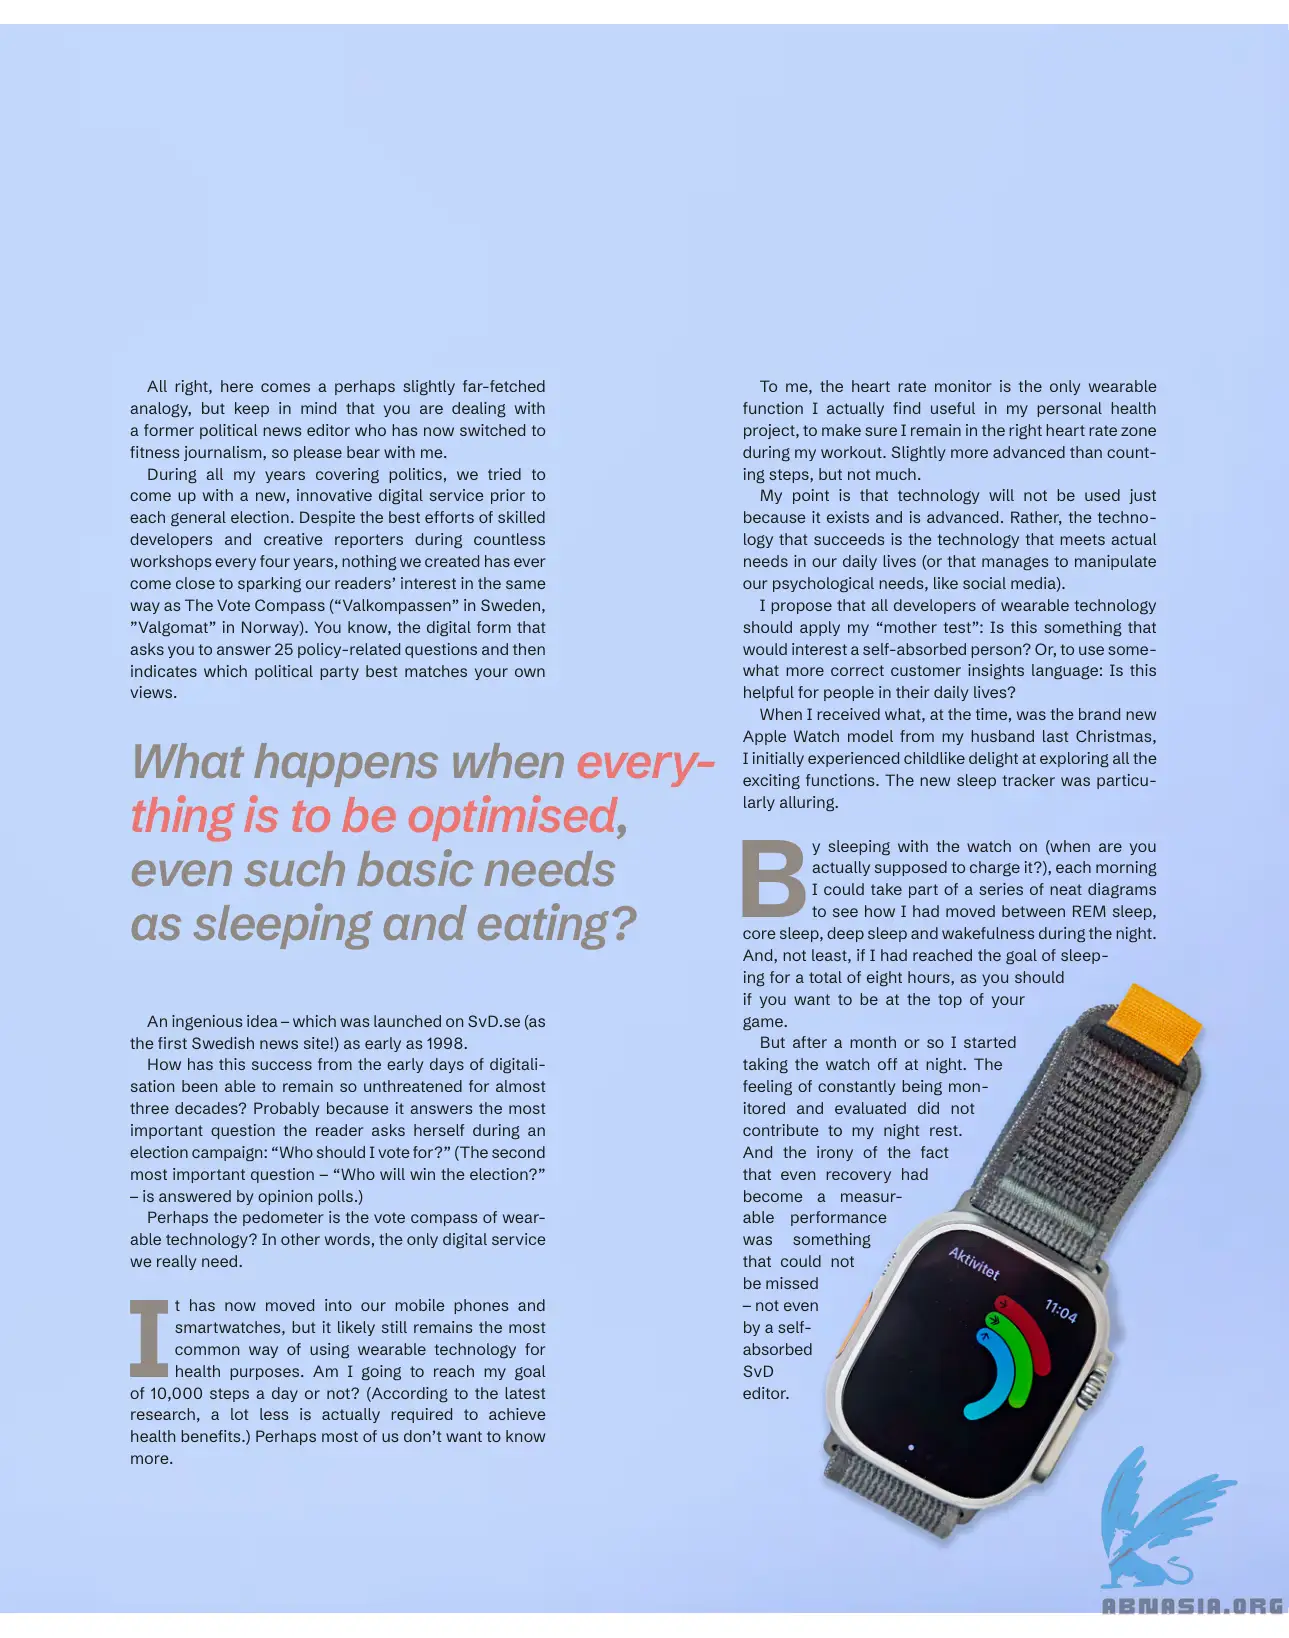 All right, here comes a perhaps slightly far-fetched
analogy, but keep in mind that you are dealing with
a former political news editor who has now switched to
fitness journalism, so please bear with me.
During all my years covering politics, we tried to
come up with a new, innovative digital service prior to
each general election. Despite the best efforts of skilled
developers and creative reporters during countless
workshops every four years, nothing we created has ever
come close to sparking our readers’ interest in the same
way as The Vote Compass (“Valkompassen” in Sweden,
”Valgomat” in Norway). You know, the digital form that
asks you to answer 25 policy-related questions and then
indicates which political party best matches your own
views.
What happens when every-
thing is to be optimised,
even such basic needs
as sleeping and eating?
An ingenious idea – which was launched on SvD.se (as
the first Swedish news site!) as early as 1998.
How has this success from the early days of digitali-
sation been able to remain so unthreatened for almost
three decades? Probably because it answers the most
important question the reader asks herself during an
election campaign: “Who should I vote for?” (The second
most important question – “Who will win the election?”
– is answered by opinion polls.)
Perhaps the pedometer is the vote compass of wear-
able technology? In other words, the only digital service
we really need.
It has now moved into our mobile phones and
smartwatches, but it likely still remains the most
common way of using wearable technology for
health purposes. Am I going to reach my goal
of 10,000 steps a day or not? (According to the latest
research, a lot less is actually required to achieve
health benefits.) Perhaps most of us don’t want to know
more.
To me, the heart rate monitor is the only wearable
function I actually find useful in my personal health
project, to make sure I remain in the right heart rate zone
during my workout. Slightly more advanced than count-
ing steps, but not much.
My point is that technology will not be used just
because it exists and is advanced. Rather, the techno-
logy that succeeds is the technology that meets actual
needs in our daily lives (or that manages to manipulate
our psychological needs, like social media).
I propose that all developers of wearable technology
should apply my “mother test”: Is this something that
would interest a self-absorbed person? Or, to use some-
what more correct customer insights language: Is this
helpful for people in their daily lives?
When I received what, at the time, was the brand new
Apple Watch model from my husband last Christmas,
I initially experienced childlike delight at exploring all the
exciting functions. The new sleep tracker was particu-
larly alluring.
By sleeping with the watch on (when are you
actually supposed to charge it?), each morning
I could take part of a series of neat diagrams
to see how I had moved between REM sleep,
core sleep, deep sleep and wakefulness during the night.
And, not least, if I had reached the goal of sleep-
ing for a total of eight hours, as you should
if you want to be at the top of your
game.
But after a month or so I started
taking the watch off at night. The
feeling of constantly being mon-
itored and evaluated did not
contribute to my night rest.
And the irony of the fact
that even recovery had
become a measur-
able performance
was something
that could not
be missed
– not even
by a self-
absorbed
SvD
editor.
Aktivitet
11:04
ABNASIA.ORG